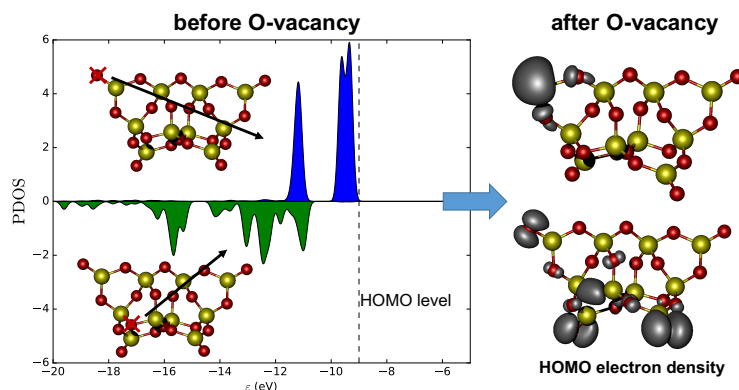 before O-vacancy
after O-vacancy
6
4
2
0
−2
−4
−6
PDOS
HOMO level
−20 −18 −16 −14 −12 −10 −8 −6
ε (eV)
HOMO electron density